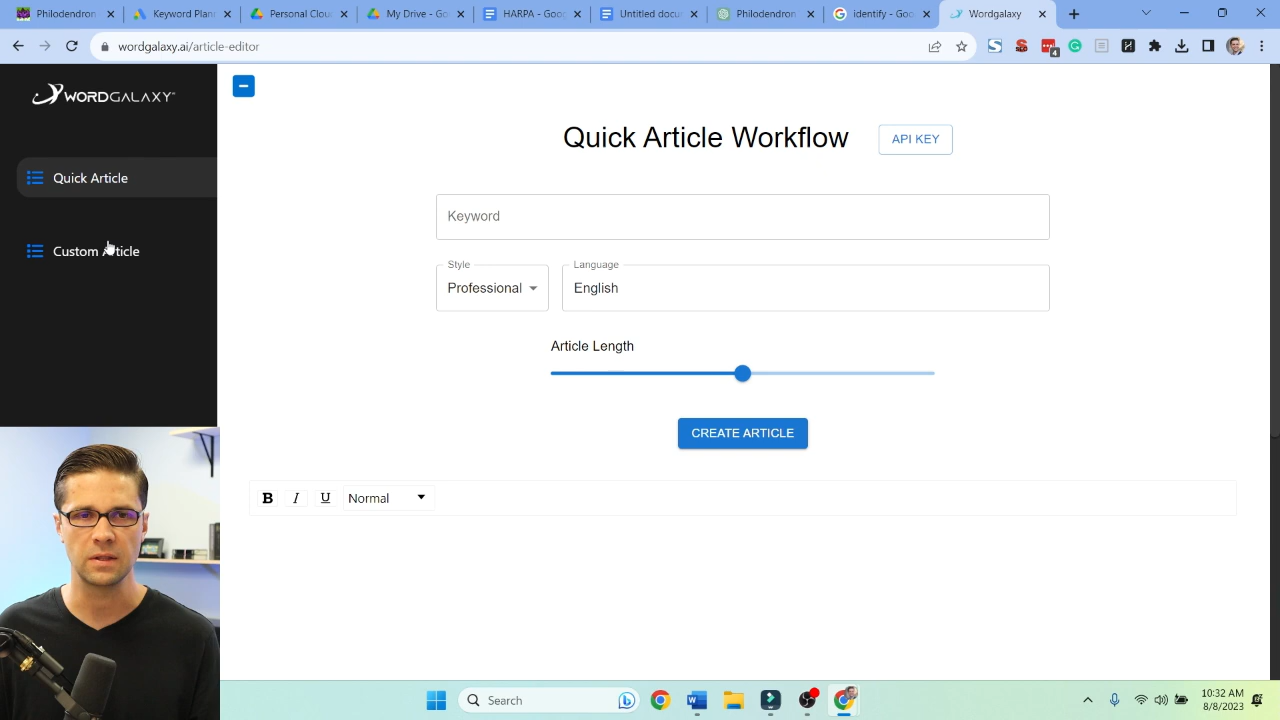 Philodendron
Keyword Plan
Personal Clou
My Drive - Go
HARPA - Goo
Untitled docu
Philodendron
identify - Goo
Wordgalaxy
wordgalaxy.ai/article-editor
4
WORDGALAXY
Quick Article
Custom Article
Quick Article Workflow
API KEY
Keyword
Style
Language
Professional
English
Article Length
CREATE ARTICLE
B I U Normal
Search
10:32 AM
8/8/2023